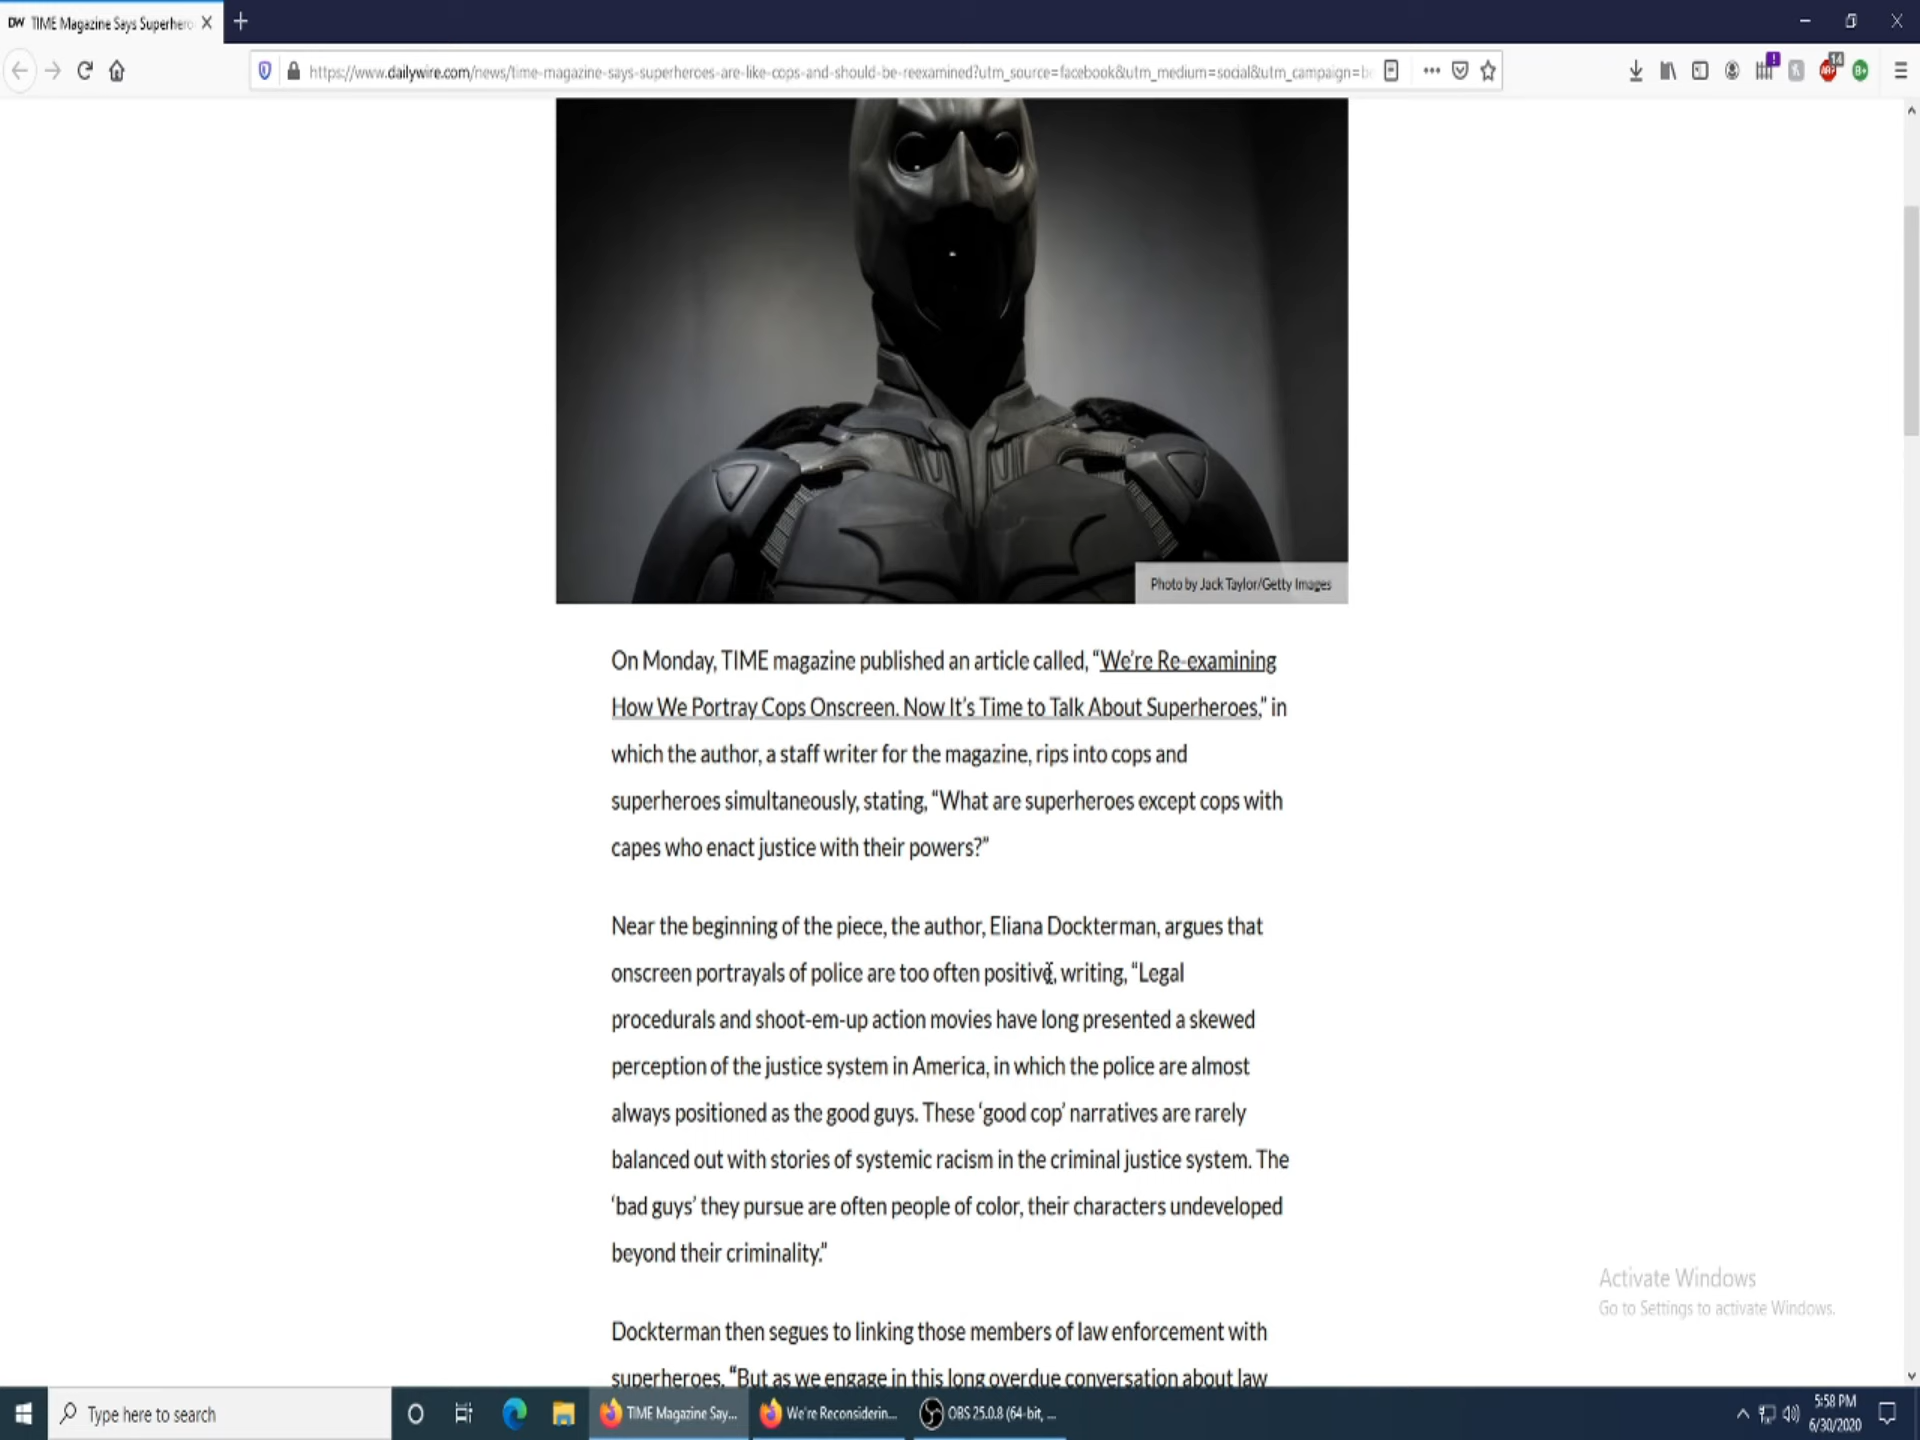 DW TIME Magazine Says Superhero
https://www.dailywire.com/news/time-magazine-says-superheroes-are-like-cops-and-should-be-reexamined?utm_source=facebook&utm_medium=social&utm_campaign=b
14
ABP
B+
Photo by Jack Taylor/Getty Images
On Monday, TIME magazine published an article called, “We’re Re-examining
How We Portray Cops Onscreen. Now It’s Time to Talk About Superheroes,” in
which the author, a staff writer for the magazine, rips into cops and
superheroes simultaneously, stating, “What are superheroes except cops with
capes who enact justice with their powers?”
Near the beginning of the piece, the author, Eliana Dockterman, argues that
onscreen portrayals of police are too often positive, writing, “Legal
procedurals and shoot-em-up action movies have long presented a skewed
perception of the justice system in America, in which the police are almost
always positioned as the good guys. These ‘good cop’ narratives are rarely
balanced out with stories of systemic racism in the criminal justice system. The
‘bad guys’ they pursue are often people of color, their characters undeveloped
beyond their criminality.”
Dockterman then segues to linking those members of law enforcement with
superheroes. “But as we engage in this long overdue conversation about law
Activate Windows
Go to Settings to activate Windows.
Type here to search
TIME Magazine Say...
We're Reconsiderin...
OBS 25.0.8 (64-bit, ...
5:58 PM
6/30/2020